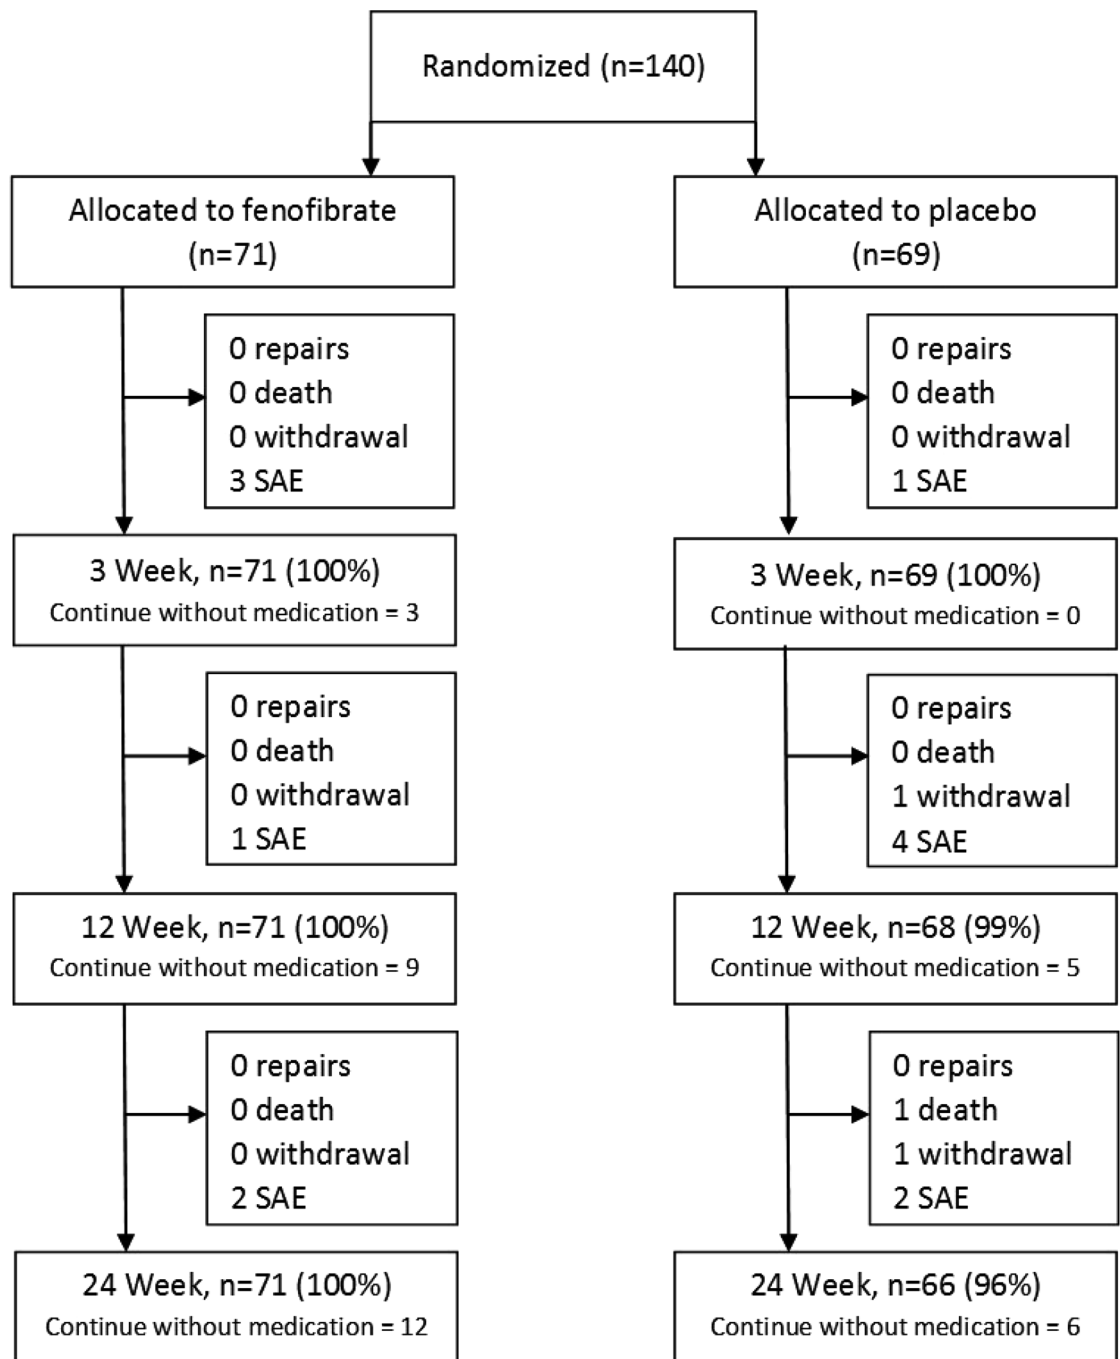 Randomized (n=140)
Allocated to fenofibrate
(n=71)
Allocated to placebo
(n=69)
0 repairs
0 death
0 withdrawal
3 SAE
0 repairs
0 death
0 withdrawal
1 SAE
3 Week, n=71 (100%)
Continue without medication = 3
3 Week, n=69 (100%)
Continue without medication = 0
0 repairs
0 death
0 withdrawal
1 SAE
0 repairs
0 death
1 withdrawal
4 SAE
12 Week, n=71 (100%)
Continue without medication = 9
12 Week, n=68 (99%)
Continue without medication = 5
0 repairs
0 death
0 withdrawal
2 SAE
0 repairs
1 death
1 withdrawal
2 SAE
24 Week, n=71 (100%)
Continue without medication = 12
24 Week, n=66 (96%)
Continue without medication = 6